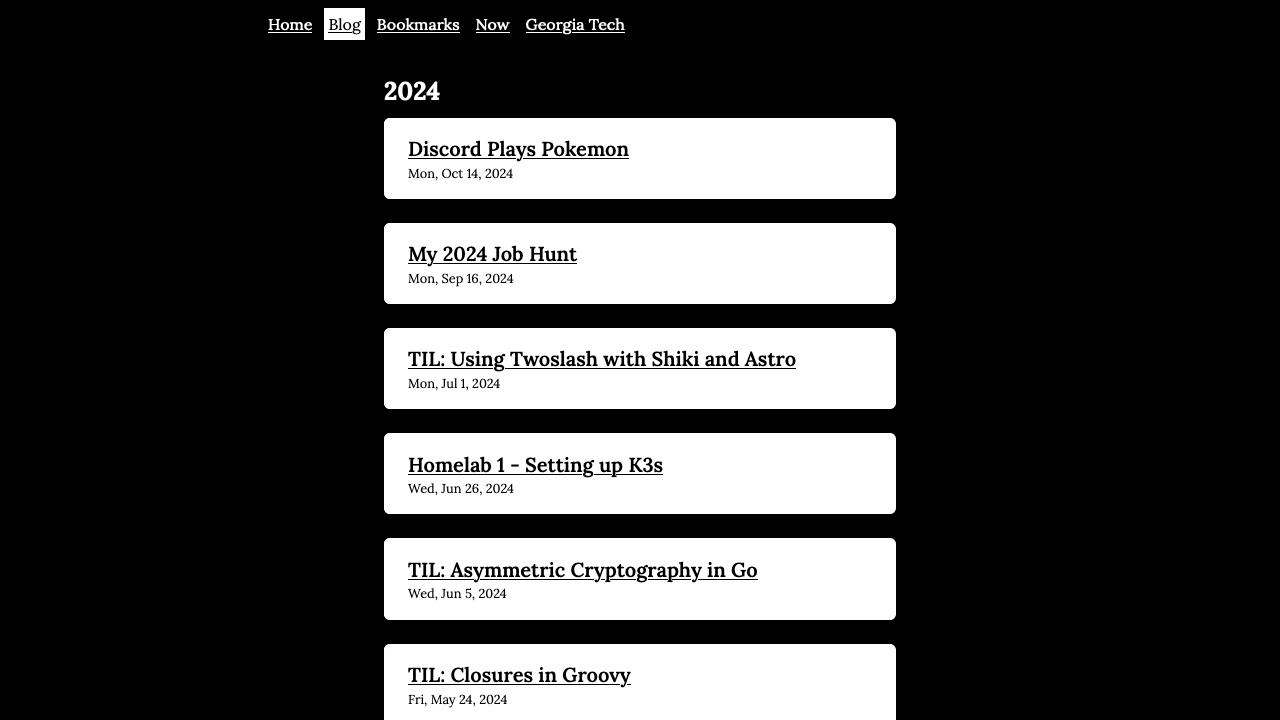 Home Blog Bookmarks Now Georgia Tech
2024
Discord Plays Pokemon
Mon, Oct 14, 2024
My 2024 Job Hunt
Mon, Sep 16, 2024
TIL: Using Twoslash with Shiki and Astro
Mon, Jul 1, 2024
Homelab 1 - Setting up K3s
Wed, Jun 26, 2024
TIL: Asymmetric Cryptography in Go
Wed, Jun 5, 2024
TIL: Closures in Groovy
Fri, May 24, 2024